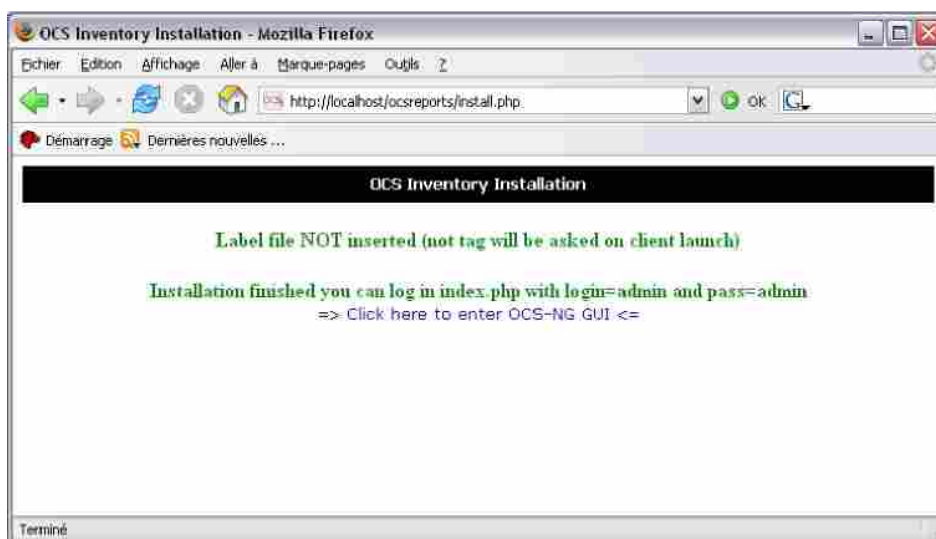 OCS Inventory Installation - Mozilla Firefox
Fichier Edition Affichage Aller à Marque-pages Outils ?
http://localhost/ocsreports/install.php OK
Démarrage Dernières nouvelles ...
OCS Inventory Installation
Label file NOT inserted (not tag will be asked on client launch)
Installation finished you can log in index.php with login=admin and pass=admin
=> Click here to enter OCS-NG GUI <=
Terminé